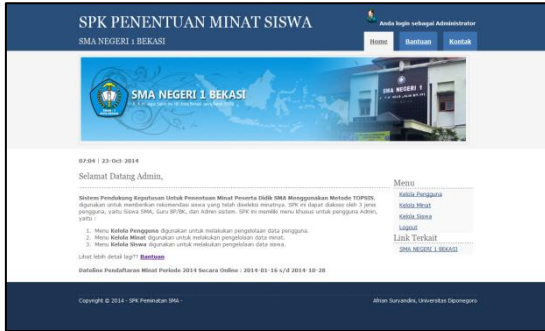 SPK PENENTUAN MINAT SISWA
Anda login sebagai Administrator
SMA NEGERI 1 BEKASI
Home Bantuan Kontak
SMA NEGERI 1 BEKASI
SMA NEGERI 1
07:04 | 23-Oct-2014
Selamat Datang Admin,
Sistem Pendukung Keputusan Untuk Penentuan Minat Peserta Didik SMA Menggunakan Metode TOPSIS,
digunakan untuk memberikan rekomendasi siswa yang telah diseleksi minatnya. SPK ini dapat diakses oleh 3 jenis
pengguna, yaitu Siswa SMA, Guru BP/BK, dan Admin sistem. SPK ini memiliki menu khusus untuk pengguna Admin,
yaitu :
1. Menu Kelola Pengguna digunakan untuk melakukan pengelolaan data pengguna.
2. Menu Kelola Minat digunakan untuk melakukan pengelolaan data minat.
3. Menu Kelola Siswa digunakan untuk melakukan pengelolaan data siswa.
Lihat lebih detail lagi?? Bantuan
Dateline Pendaftaran Minat Periode 2014 Secara Online : 2014-01-16 s/d 2014-10-28
Menu
Kelola Pengguna
Kelola Minat
Kelola Siswa
Logout
Link Terkait
SMA NEGERI 1 BEKASI
Copyright © 2014 - SPK Peminatan SMA -
Afrian Suryandini, Universitas Diponegoro